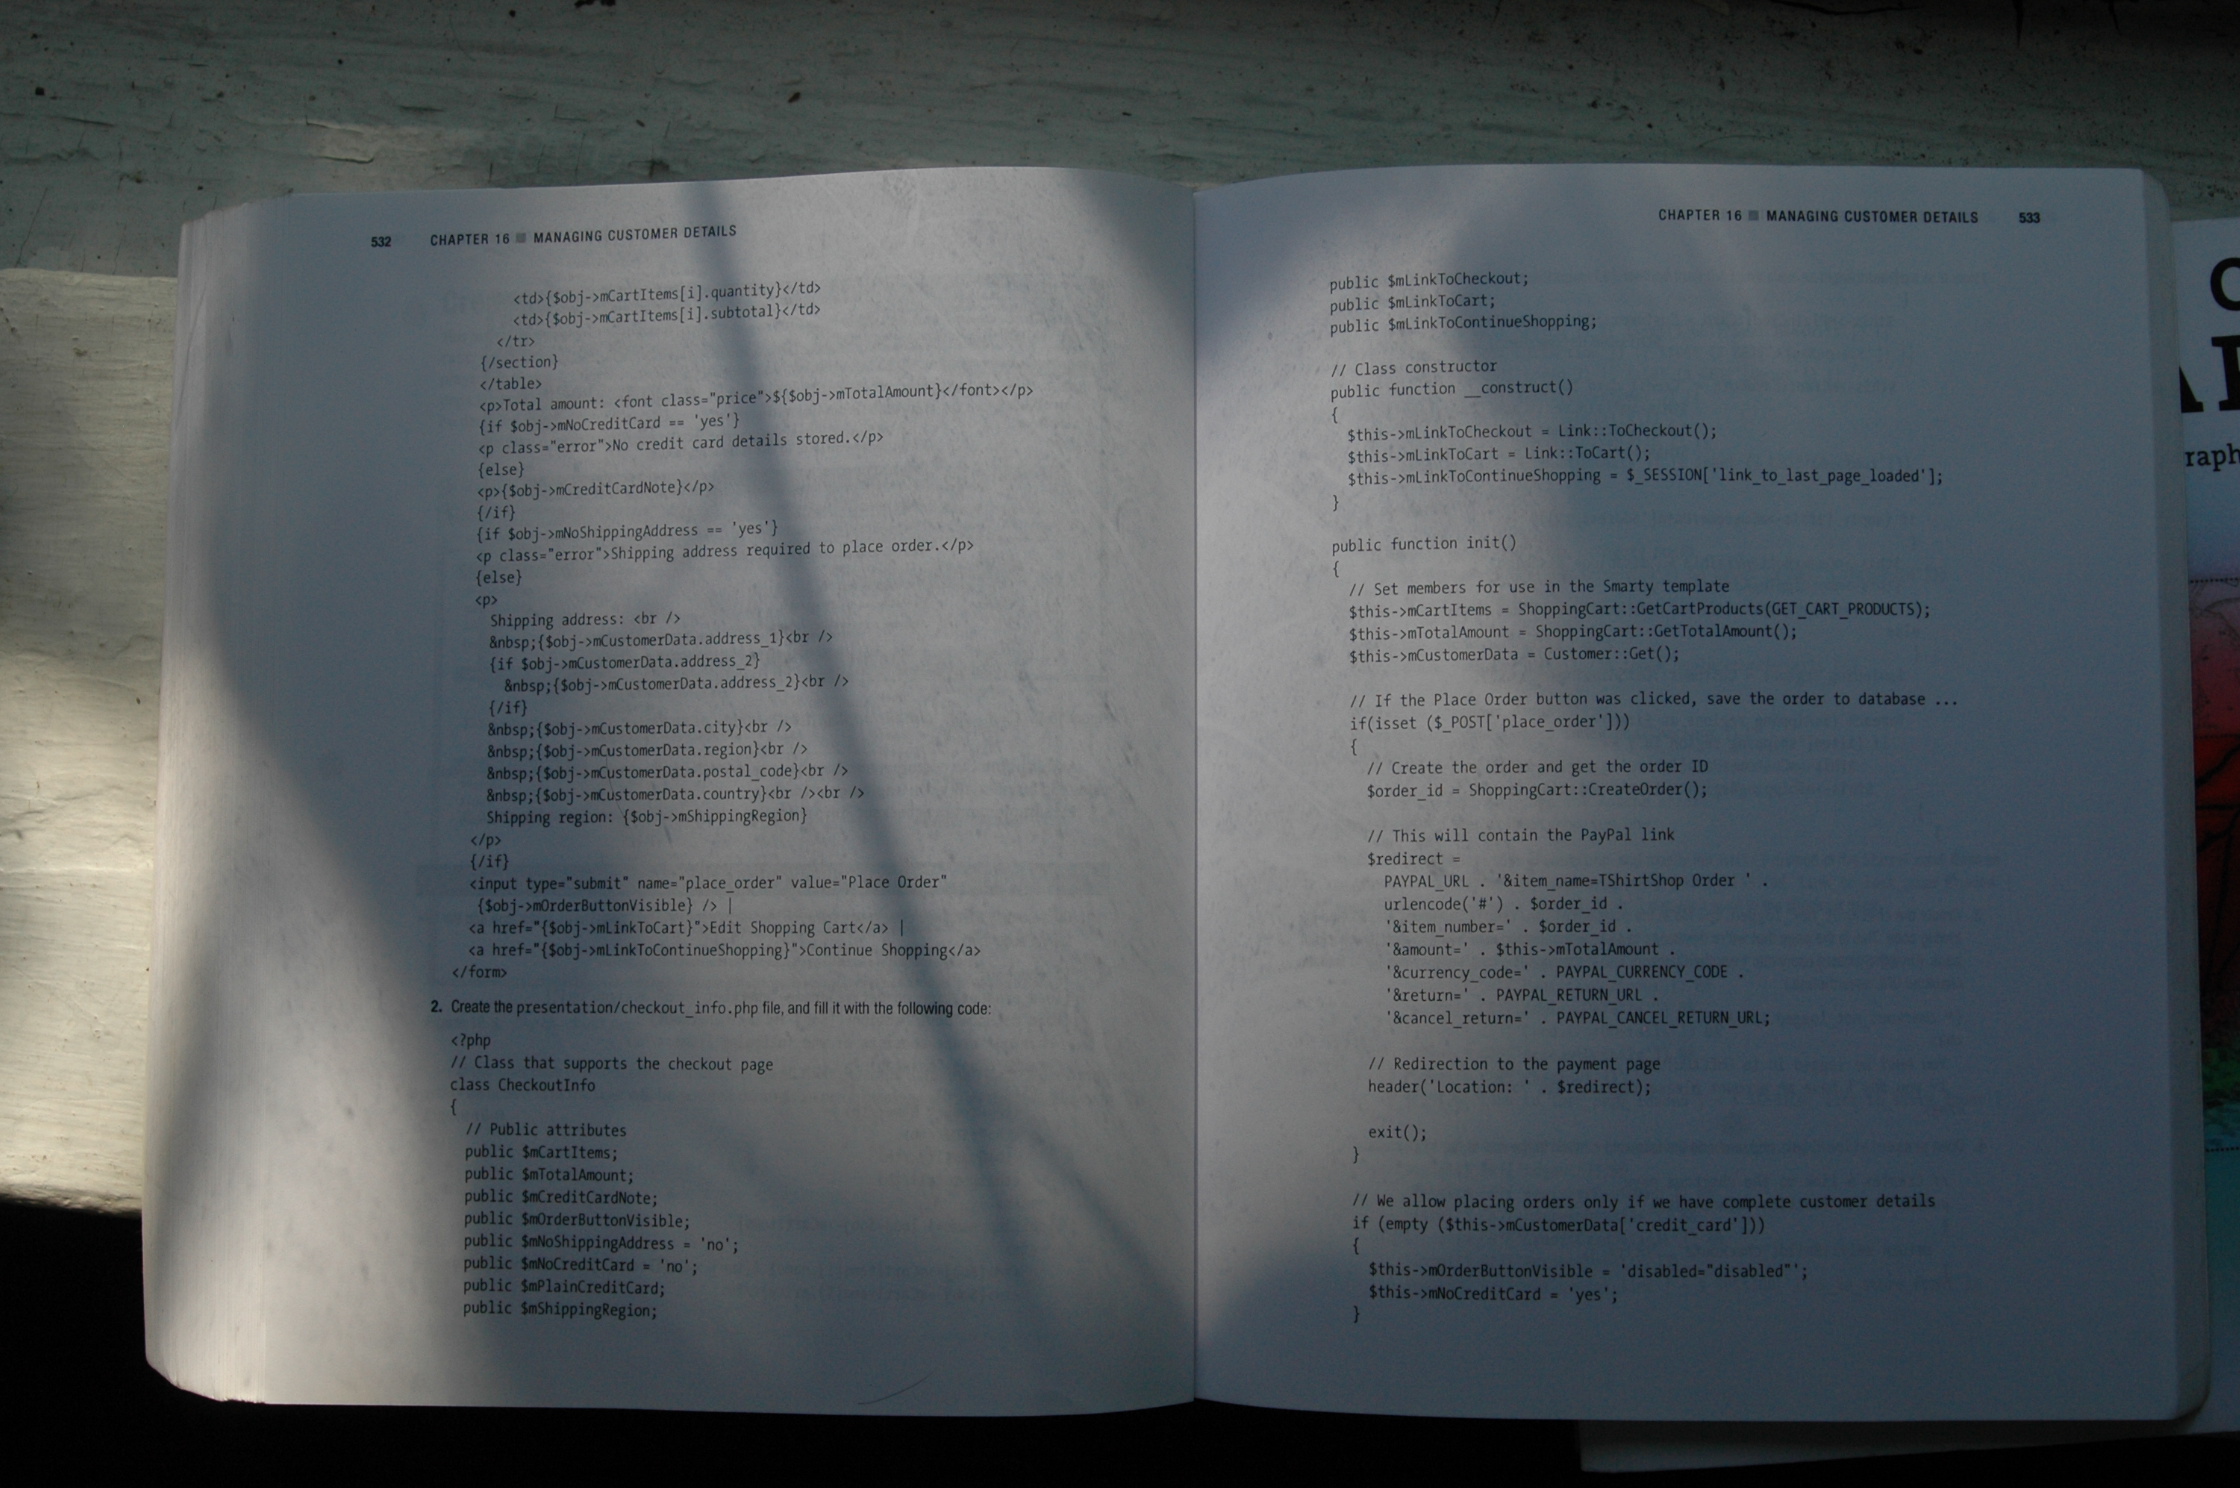 532 CHAPTER 16 ■ MANAGING CUSTOMER DETAILS
<td>{$obj->mCartItems[i].quantity}</td>
<td>{$obj->mCartItems[i].subtotal}</td>
</tr>
{/section}
</table>
<p>Total amount: <font class="price">${$obj->mTotalAmount}</font></p>
{if $obj->mNoCreditCard == 'yes'}
<p class="error">No credit card details stored.</p>
{else}
<p>{$obj->mCreditCardNote}</p>
{/if}
{if $obj->mNoShippingAddress == 'yes'}
<p class="error">Shipping address required to place order.</p>
{else}
<p>
Shipping address: <br />
&nbsp;{$obj->mCustomerData.address_1}<br />
{if $obj->mCustomerData.address_2}
&nbsp;{$obj->mCustomerData.address_2}<br />
{/if}
&nbsp;{$obj->mCustomerData.city}<br />
&nbsp;{$obj->mCustomerData.region}<br />
&nbsp;{$obj->mCustomerData.postal_code}<br />
&nbsp;{$obj->mCustomerData.country}<br /><br />
Shipping region: {$obj->mShippingRegion}
</p>
{/if}
<input type="submit" name="place_order" value="Place Order"
{$obj->mOrderButtonVisible} /> |
<a href="{$obj->mLinkToCart}">Edit Shopping Cart</a> |
<a href="{$obj->mLinkToContinueShopping}">Continue Shopping</a>
</form>
2. Create the presentation/checkout_info.php file, and fill it with the following code:
<?php
// Class that supports the checkout page
class CheckoutInfo
{
// Public attributes
public $mCartItems;
public $mTotalAmount;
public $mCreditCardNote;
public $mOrderButtonVisible;
public $mNoShippingAddress = 'no';
public $mNoCreditCard = 'no';
public $mPlainCreditCard;
public $mShippingRegion;
CHAPTER 16 ■ MANAGING CUSTOMER DETAILS 533
public $mLinkToCheckout;
public $mLinkToCart;
public $mLinkToContinueShopping;
// Class constructor
public function __construct()
{
$this->mLinkToCheckout = Link::ToCheckout();
$this->mLinkToCart = Link::ToCart();
$this->mLinkToContinueShopping = $_SESSION['link_to_last_page_loaded'];
}
public function init()
{
// Set members for use in the Smarty template
$this->mCartItems = ShoppingCart::GetCartProducts(GET_CART_PRODUCTS);
$this->mTotalAmount = ShoppingCart::GetTotalAmount();
$this->mCustomerData = Customer::Get();
// If the Place Order button was clicked, save the order to database ...
if(isset ($_POST['place_order']))
{
// Create the order and get the order ID
$order_id = ShoppingCart::CreateOrder();
// This will contain the PayPal link
$redirect =
PAYPAL_URL . '&item_name=TShirtShop Order ' .
urlencode('#') . $order_id .
'&item_number=' . $order_id .
'&amount=' . $this->mTotalAmount .
'&currency_code=' . PAYPAL_CURRENCY_CODE .
'&return=' . PAYPAL_RETURN_URL .
'&cancel_return=' . PAYPAL_CANCEL_RETURN_URL;
// Redirection to the payment page
header('Location: ' . $redirect);
exit();
}
// We allow placing orders only if we have complete customer details
if (empty ($this->mCustomerData['credit_card']))
{
$this->mOrderButtonVisible = 'disabled="disabled"';
$this->mNoCreditCard = 'yes';
}